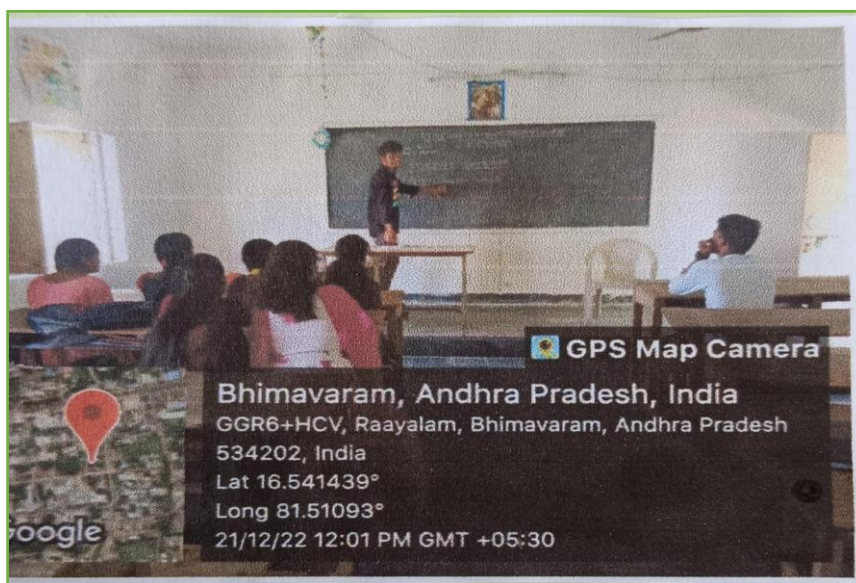 GPS Map Camera
Bhimavaram, Andhra Pradesh, India
GGR6+HCV, Raayalam, Bhimavaram, Andhra Pradesh
534202, India
Lat 16.541439°
Long 81.51093°
21/12/22 12:01 PM GMT +05:30
Google